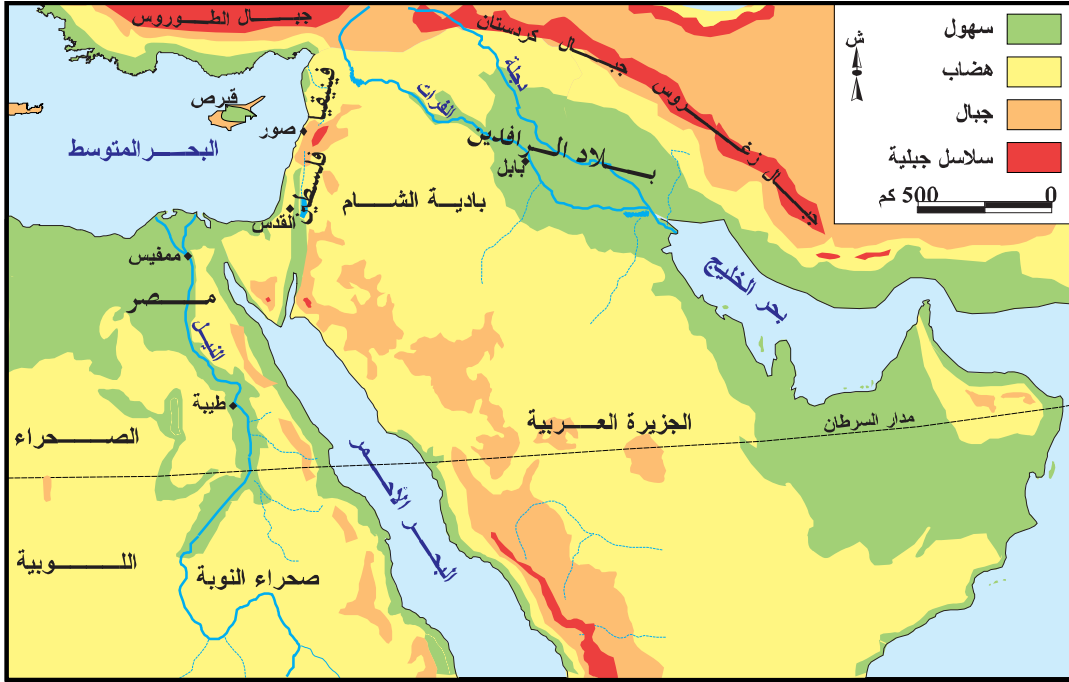 جبال الطوروس
جبال كردستان
دجلة
الفرات
فينيقيا
قبرص
صور
البحر المتوسط
فلسطين
القدس
بادية الشام
بلاد الرافدين
بابل
جبال زغروس
ش
سهول
هضاب
جبال
سلاسل جبلية
500 كم
0
ممفيس
مصر
النيل
طيبة
بحر الخليج
الصحراء
اللوبية
صحراء النوبة
البحر الأحمر
الجزيرة العربية
مدار السرطان